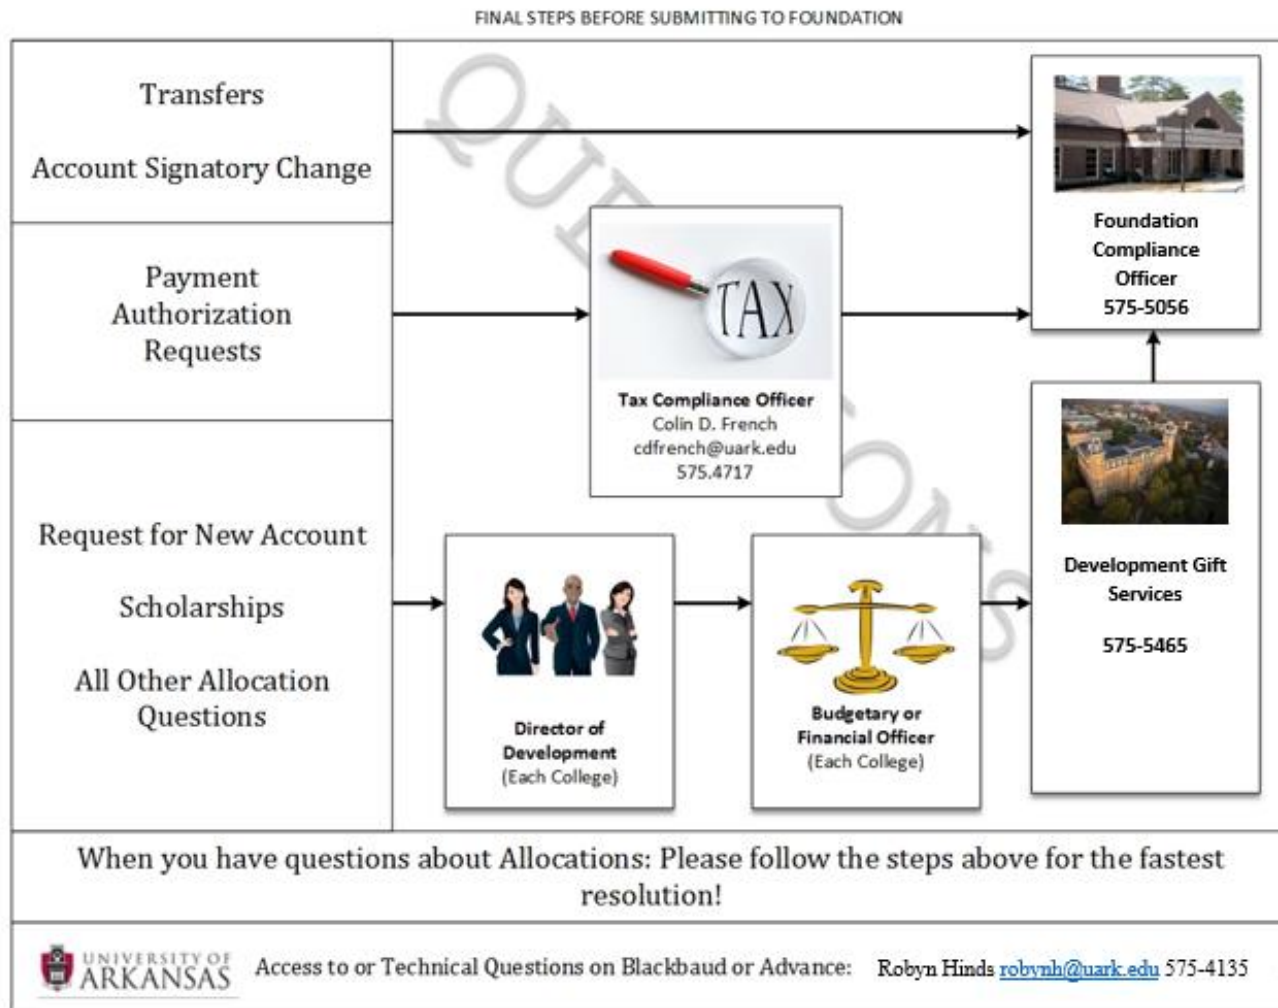 FINAL STEPS BEFORE SUBMITTING TO FOUNDATION
Transfers
Account Signatory Change
Foundation
Compliance
Officer
575-5056
Payment
Authorization
Requests
TAX
Tax Compliance Officer
Colin D. French
cdfrench@uark.edu
575.4717
Request for New Account
Scholarships
All Other Allocation
Questions
Director of
Development
(Each College)
Budgetary or
Financial Officer
(Each College)
Development Gift
Services
575-5465
QUESTIONS
When you have questions about Allocations: Please follow the steps above for the fastest
resolution!
UNIVERSITY OF
ARKANSAS
Access to or Technical Questions on Blackbaud or Advance: Robyn Hinds robynh@uark.edu 575-4135